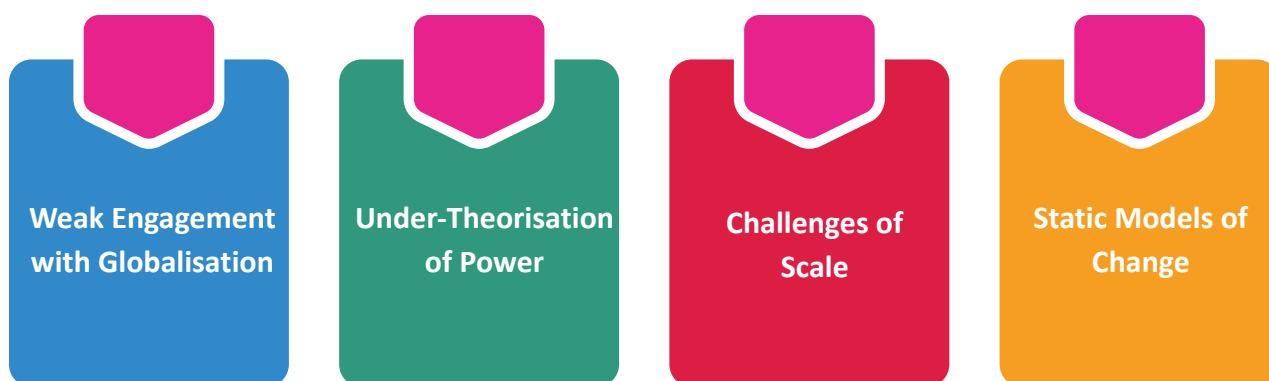 Weak Engagement
with Globalisation
Under-Theorisation
of Power
Challenges of
Scale
Static Models of
Change